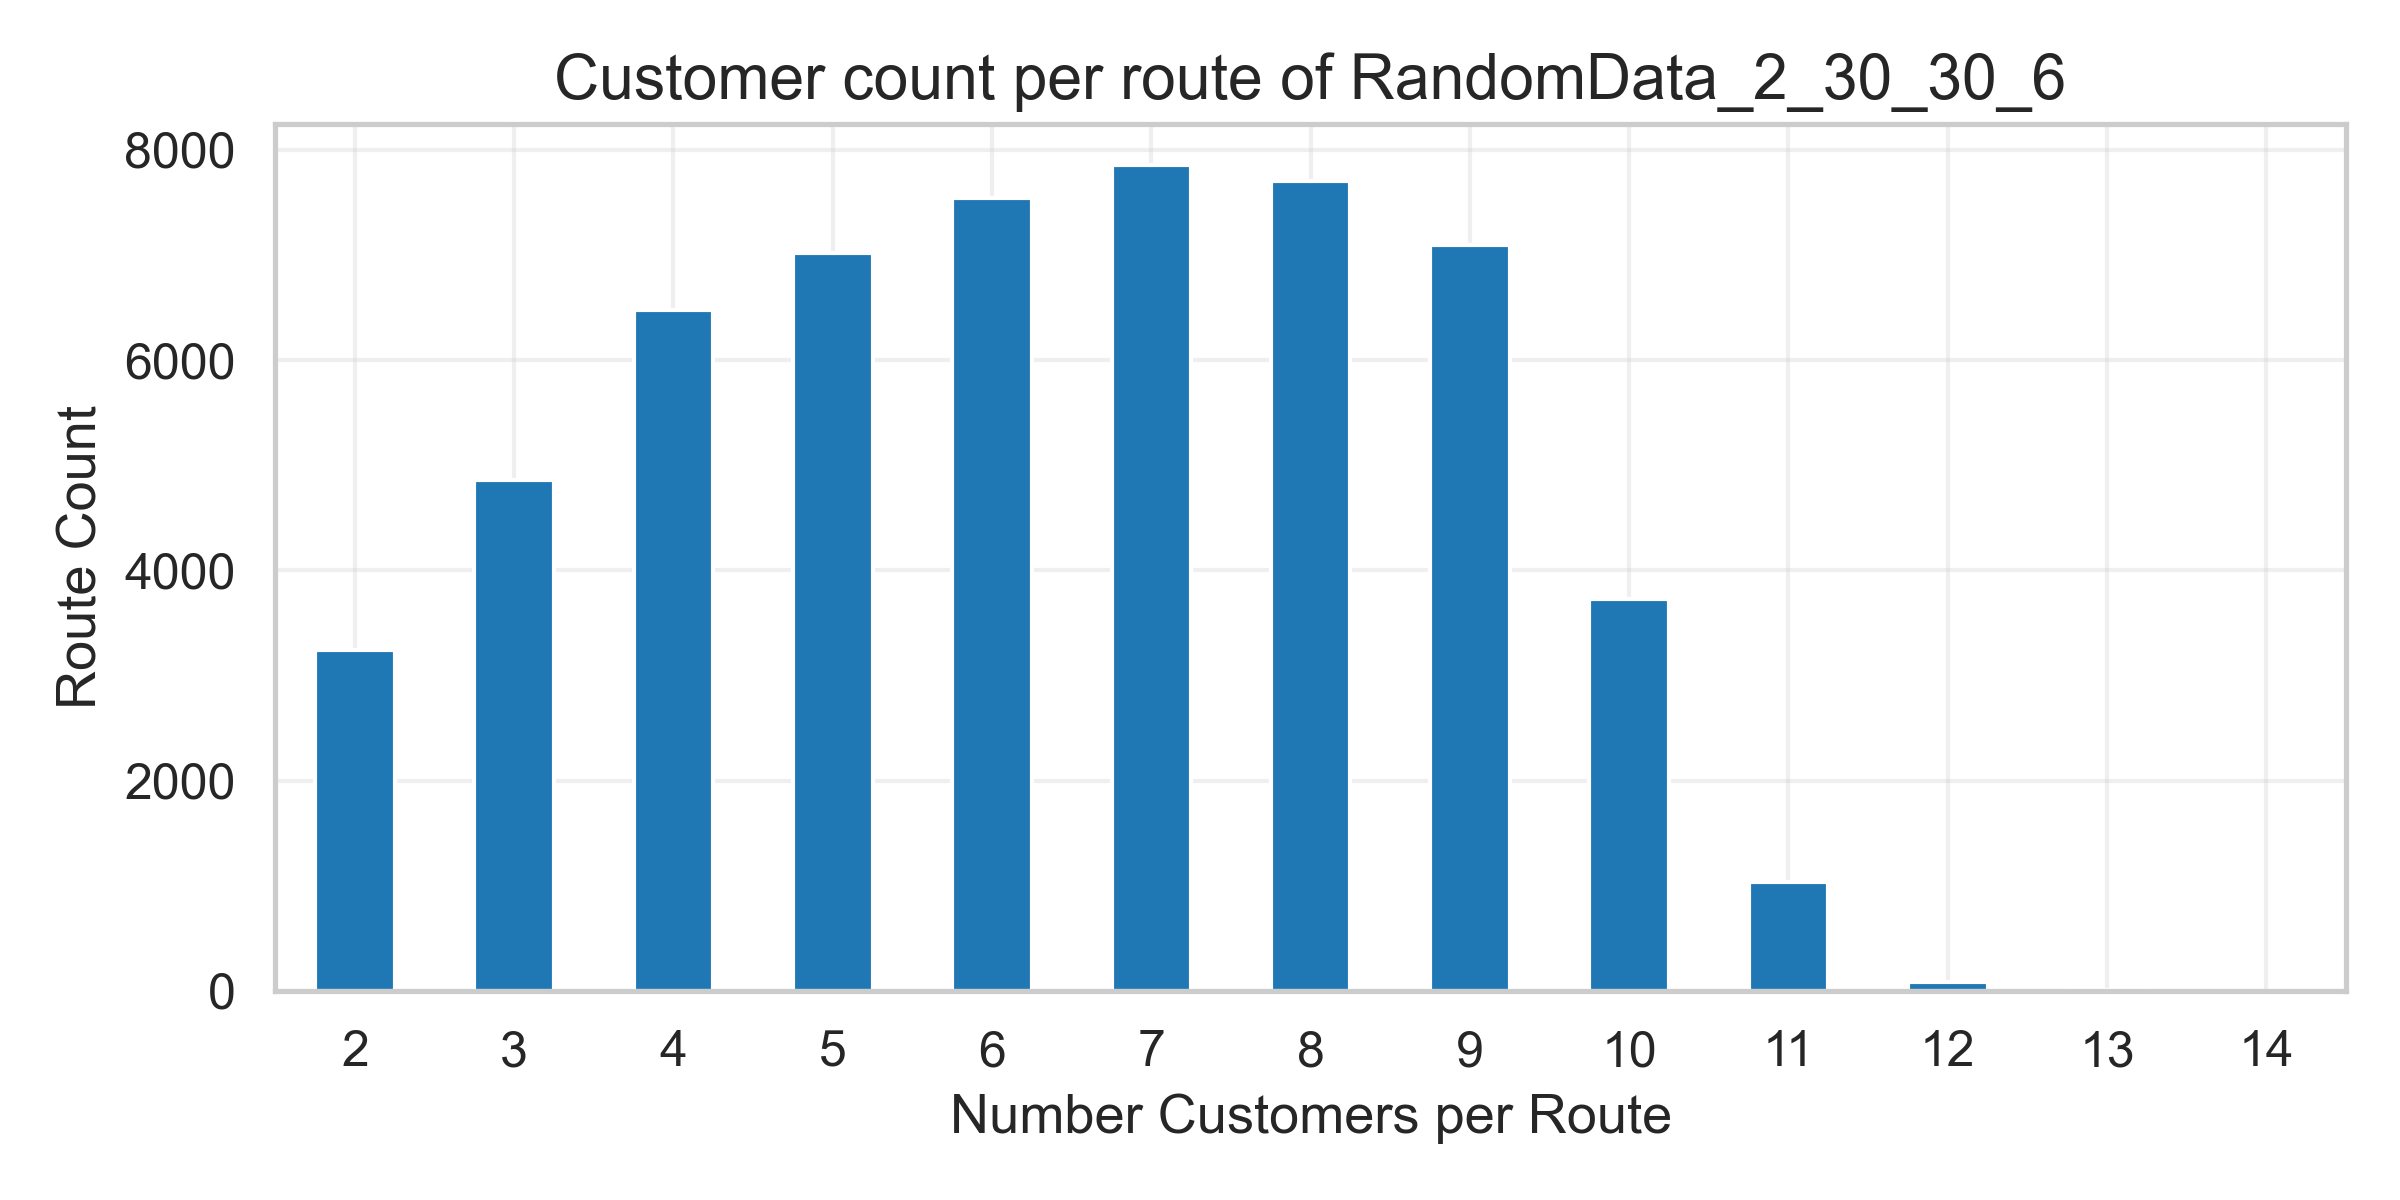 Customer count per route of RandomData_2_30_30_6
8000
6000
4000
2000
0
Route Count
2 3 4 5 6 7 8 9 10 11 12 13 14
Number Customers per Route